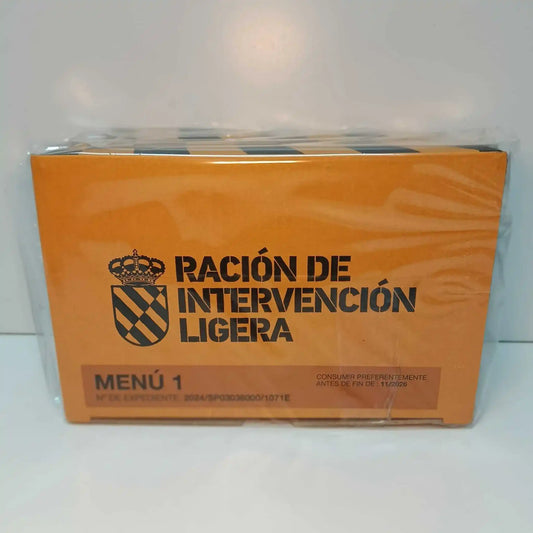 RACIÓN DE
INTERVENCIÓN
LIGERA
MENÚ 1
CONSUMIR PREFERENTEMENTE
ANTES DE FIN DE: 11/2026
Nº DE EXPEDIENTE: 2024/SP03038000/1071E